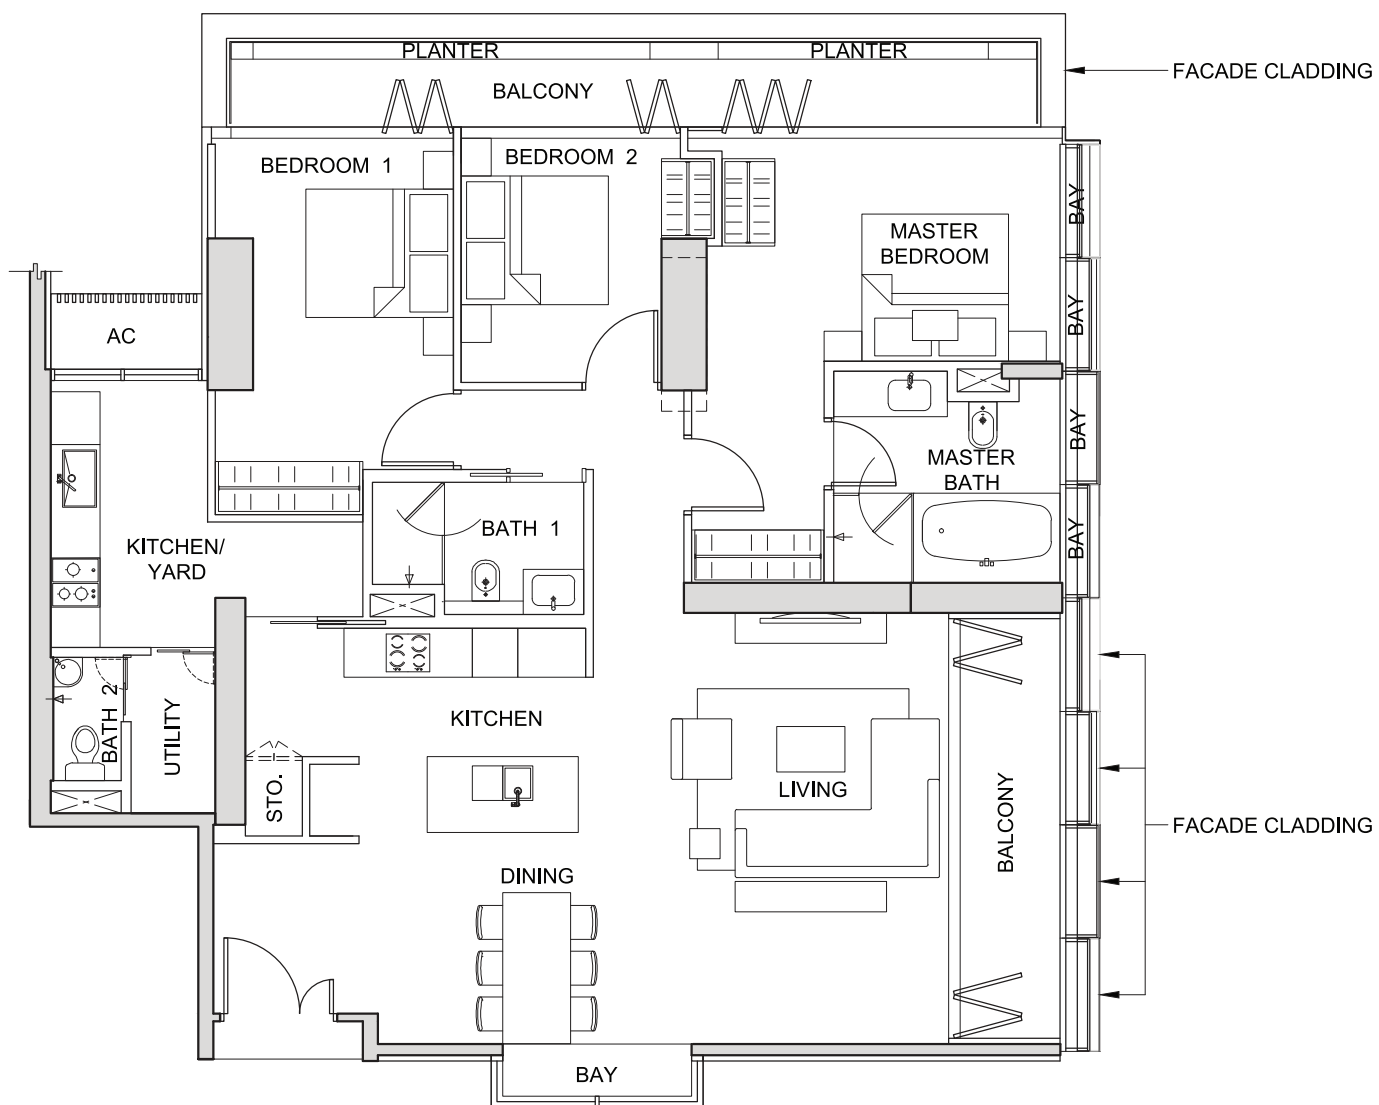 PLANTER
PLANTER
FACADE CLADDING
BALCONY
BEDROOM 1
BEDROOM 2
BAY
MASTER
BEDROOM
BAY
AC
BAY
MASTER
BATH
BATH 1
BAY
KITCHEN/
YARD
BATH 2
UTILITY
KITCHEN
STO.
LIVING
BALCONY
FACADE CLADDING
DINING
BAY